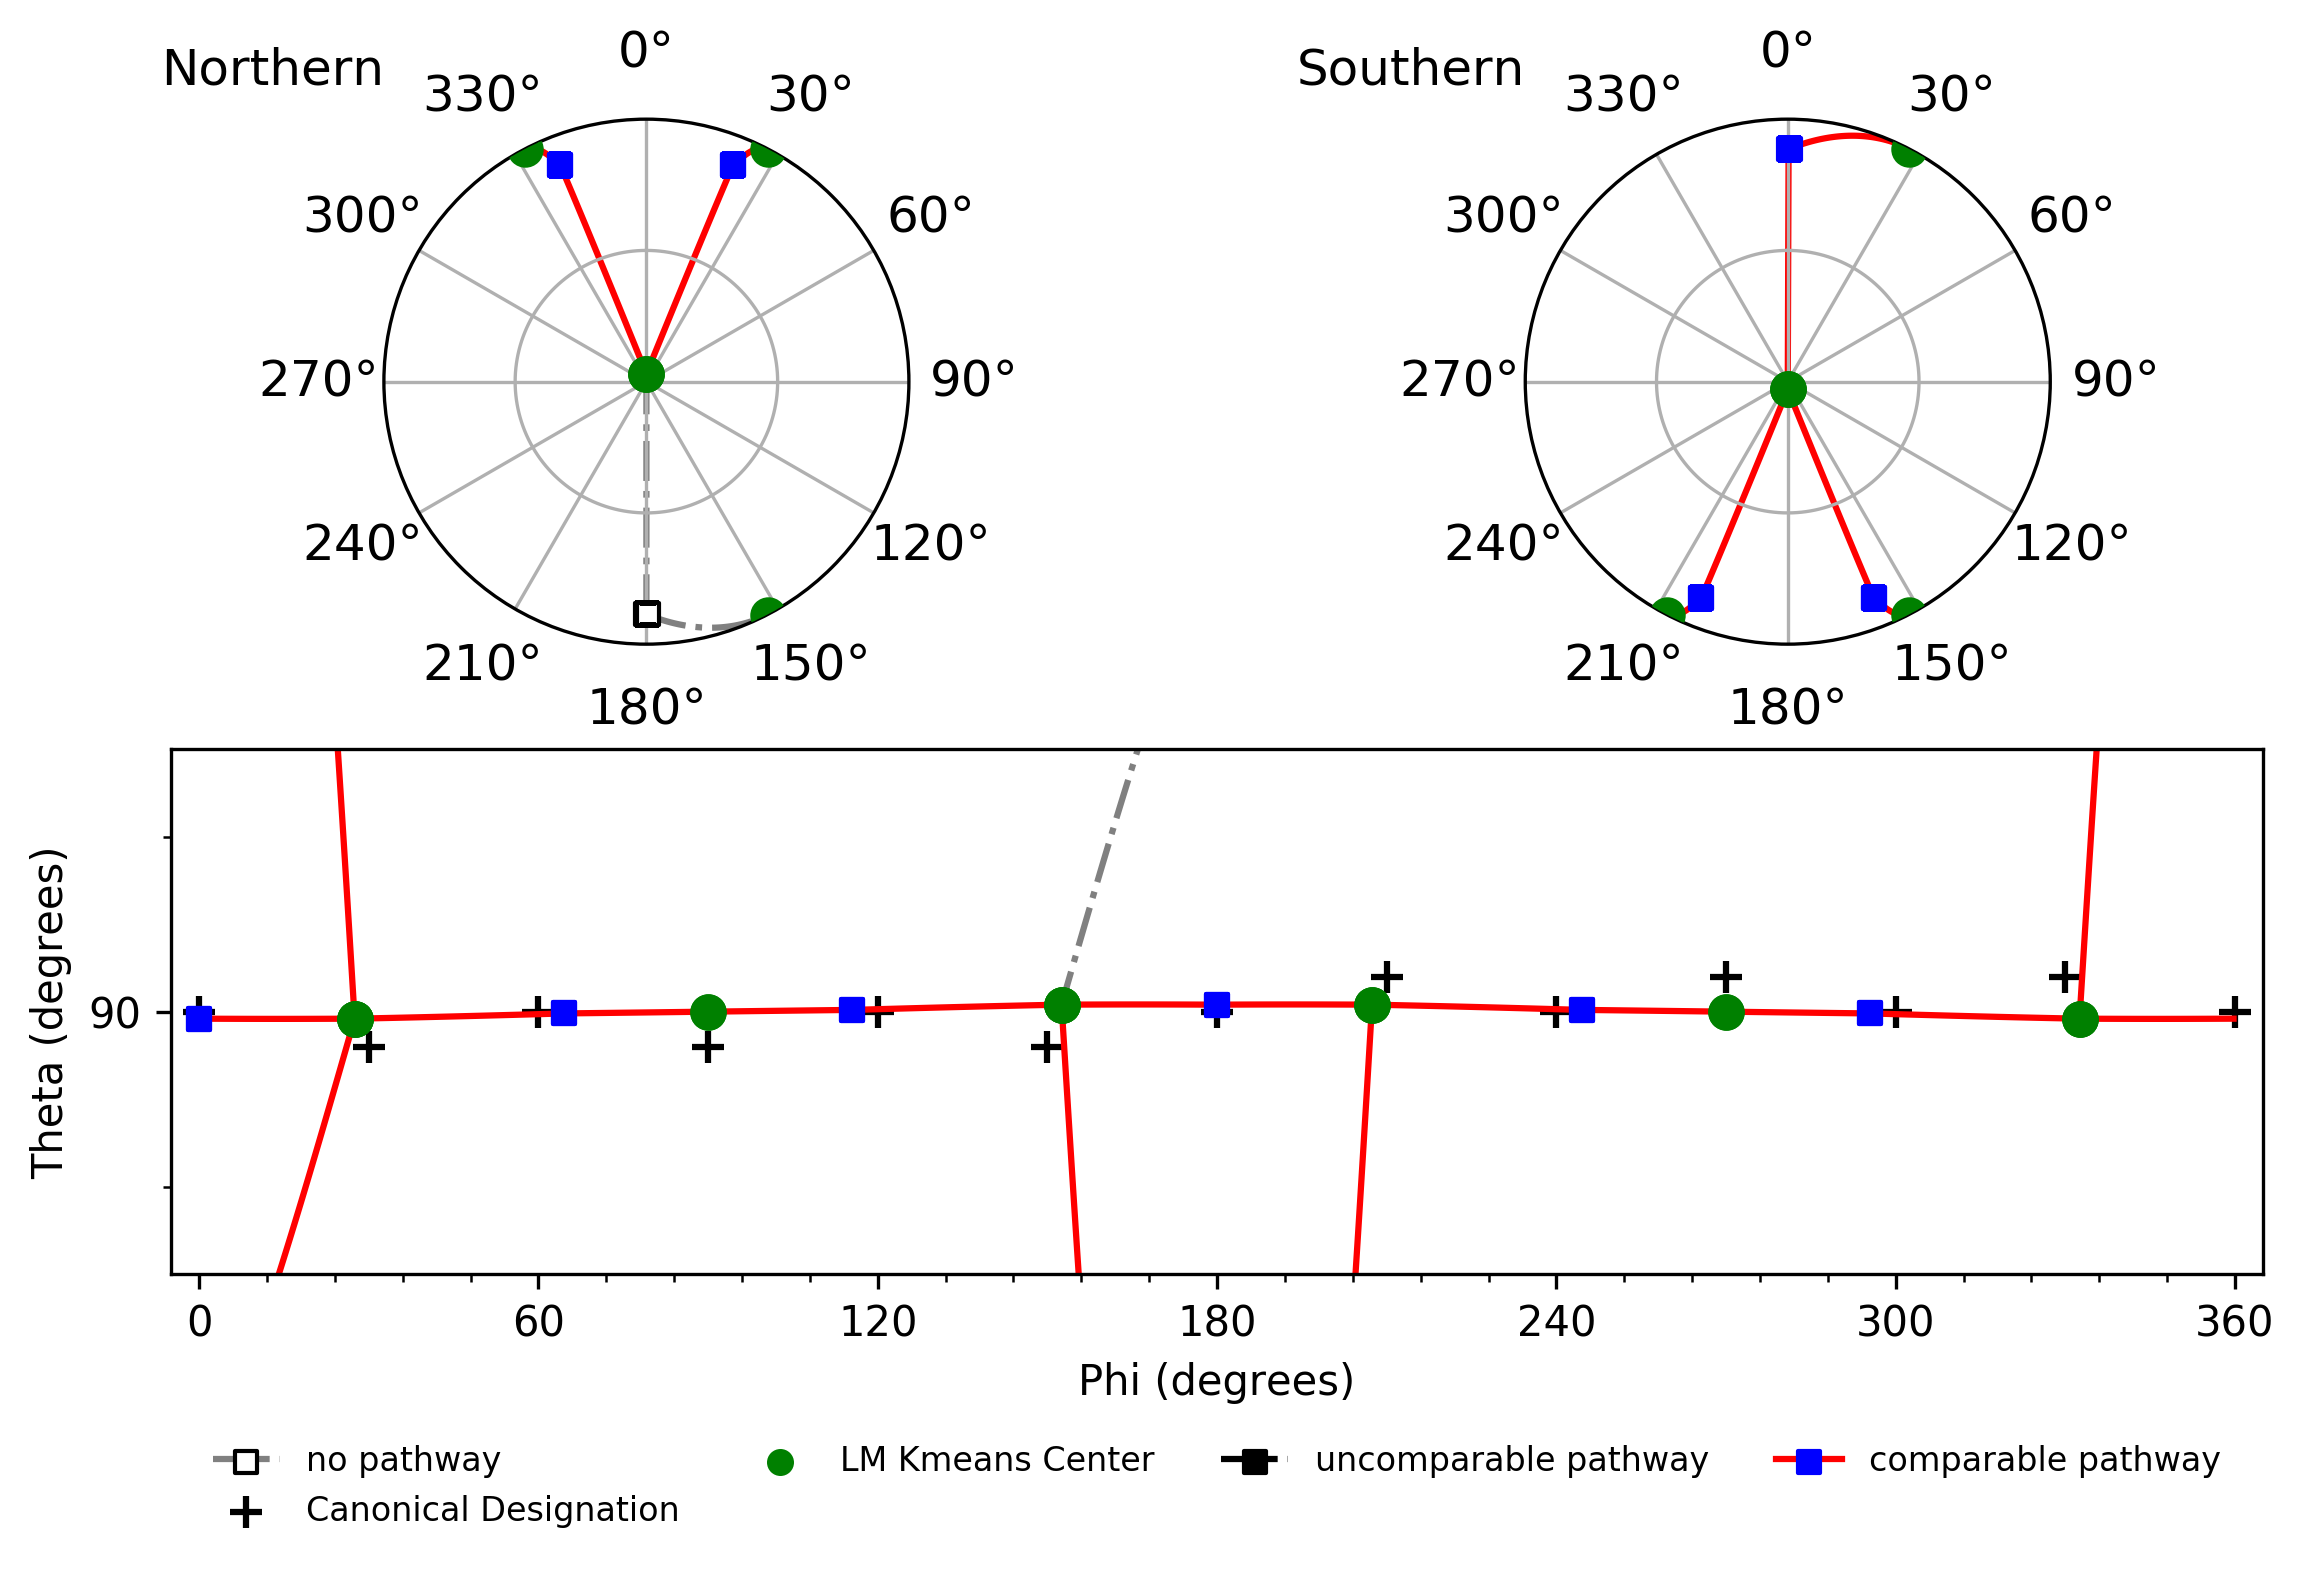 Northern
0°
30°
60°
90°
120°
150°
180°
210°
240°
270°
300°
330°
Southern
0°
30°
60°
90°
120°
150°
180°
210°
240°
270°
300°
330°
Theta (degrees)
90
0 60 120 180 240 300 360
Phi (degrees)
no pathway
Canonical Designation
LM Kmeans Center
uncomparable pathway
comparable pathway